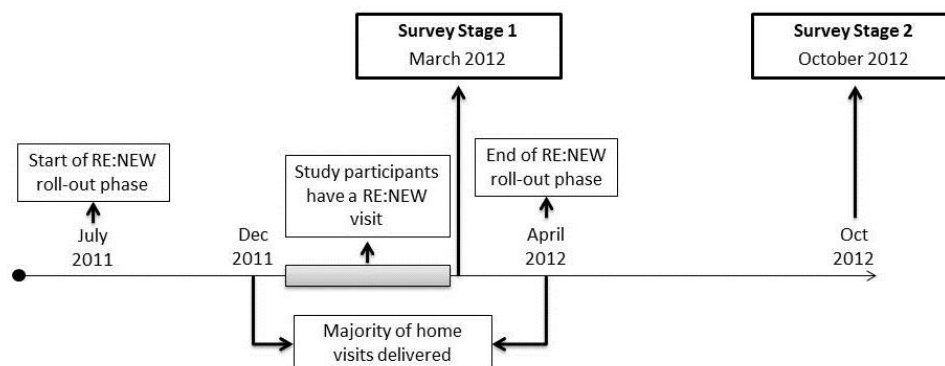 Survey Stage 1
March 2012
Survey Stage 2
October 2012
Start of RE:NEW
roll-out phase
Study participants
have a RE:NEW
visit
End of RE:NEW
roll-out phase
July
2011
Dec
2011
April
2012
Oct
2012
Majority of home
visits delivered